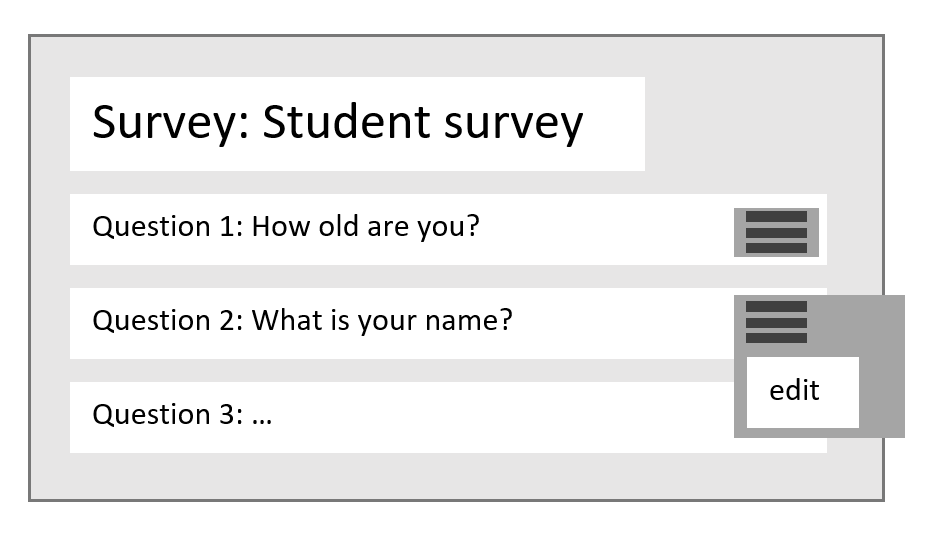 Survey: Student survey
Question 1: How old are you?
Question 2: What is your name?
edit
Question 3: ...